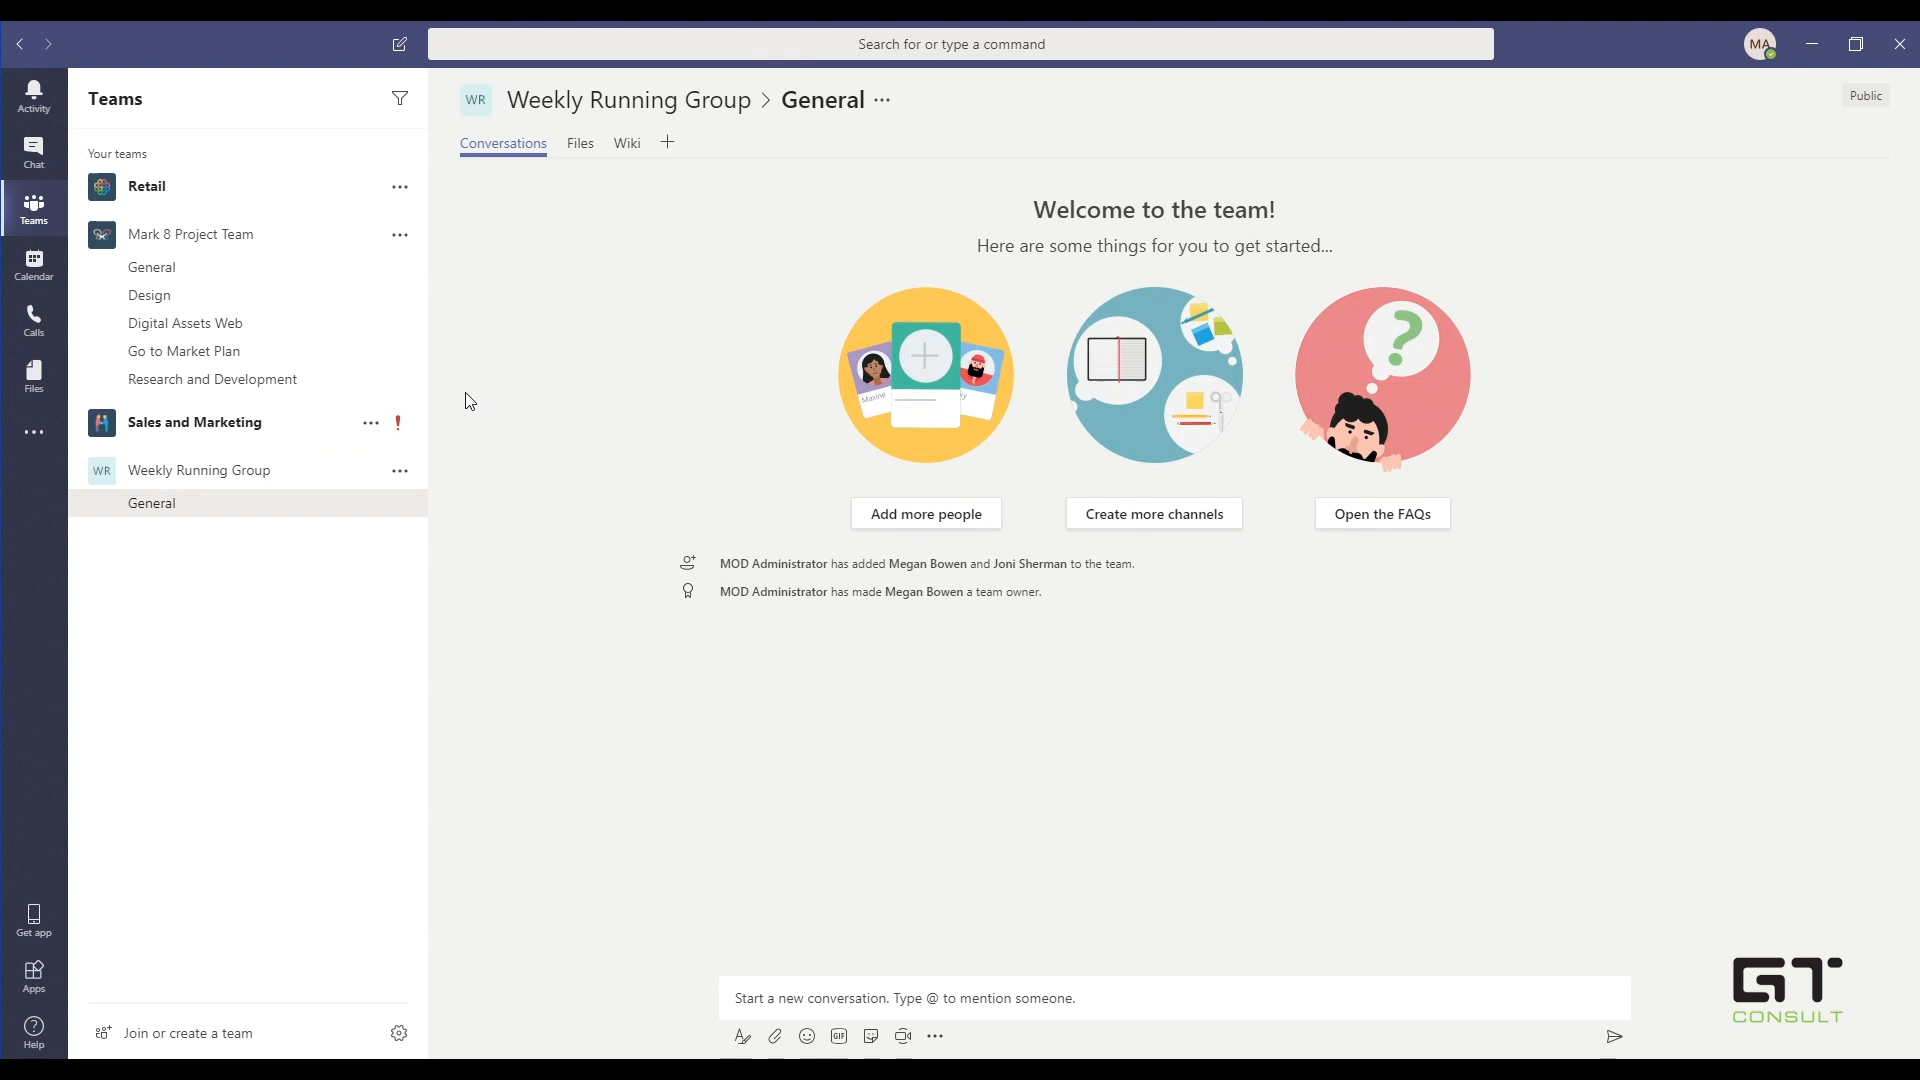 Search for or type a command
MA
Activity
Chat
Teams
Calendar
Calls
Files
Get app
Apps
Help
Teams
Your teams
Retail
Mark 8 Project Team
General
Design
Digital Assets Web
Go to Market Plan
Research and Development
Sales and Marketing
WR Weekly Running Group
General
Join or create a team
WR Weekly Running Group > General
Public
Conversations Files Wiki
Welcome to the team!
Here are some things for you to get started...
Maxine
ky
Add more people
Create more channels
Open the FAQs
MOD Administrator has added Megan Bowen and Joni Sherman to the team.
MOD Administrator has made Megan Bowen a team owner.
Start a new conversation. Type @ to mention someone.
GIF
GT
CONSULT